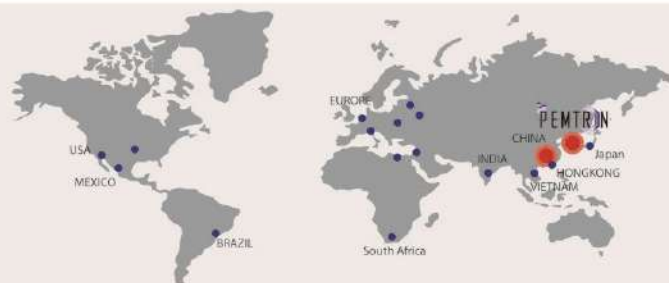 EUROPE
PEMTRON
CHINA
USA
Japan
INDIA
HONGKONG
MEXICO
VIETNAM
BRAZIL
South Africa